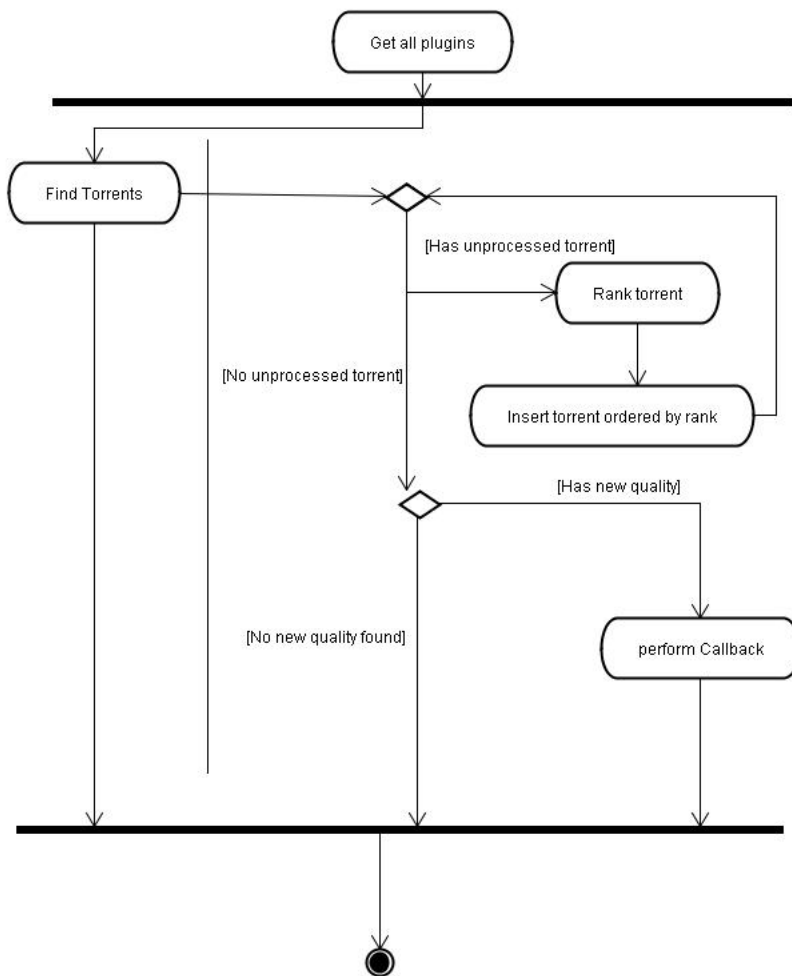 Get all plugins
Find Torrents
[Has unprocessed torrent]
Rank torrent
[No unprocessed torrent]
Insert torrent ordered by rank
[Has new quality]
[No new quality found]
perform Callback